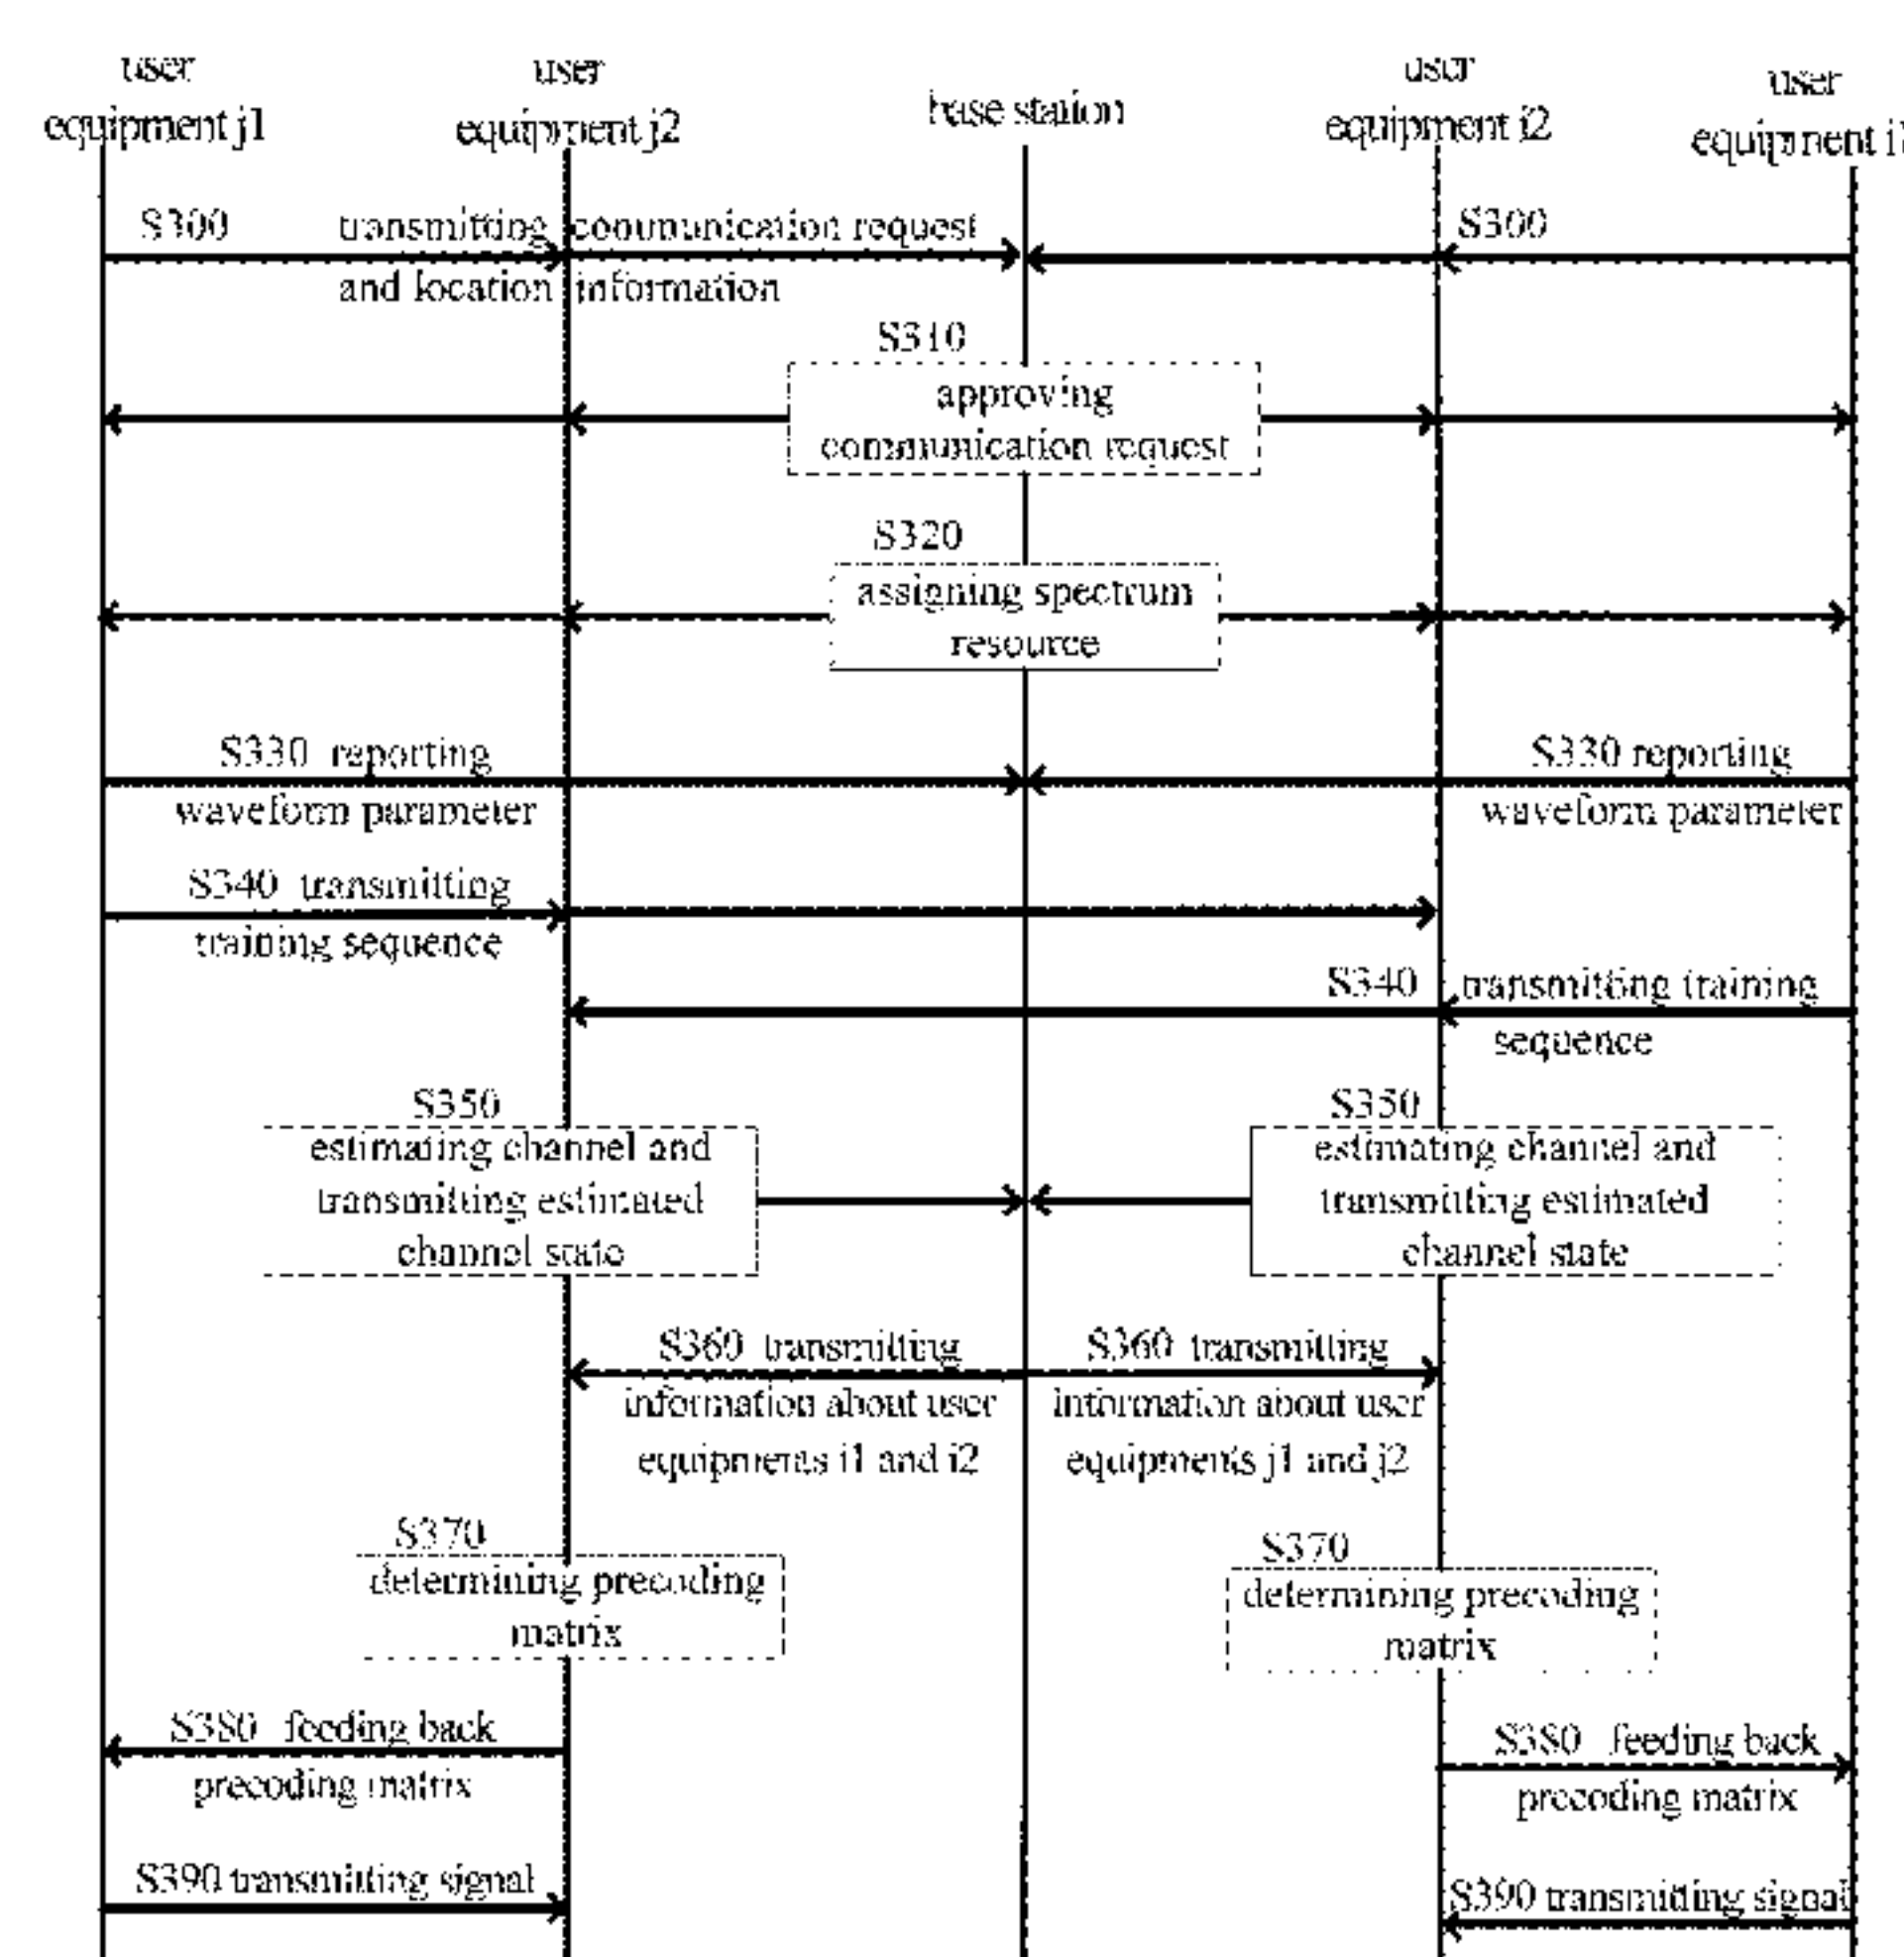 user
equipment j1
user
equipment j2
base station
user
equipment i2
user
equipment i
S300
transmitting communication request
S300
and location information
S310
approving
communication request
S320
assigning spectrum
resource
S330 reporting
waveform parameter
S330 reporting
waveform parameter
S340 transmitting
training sequence
S340 transmitting training
sequence
S350
estimating channel and
transmitting estimated
channel state
S350
estimating channel and
transmitting estimated
channel state
S360 transmitting
information about user
equipments i1 and i2
S360 transmitting
information about user
equipments j1 and j2
S370
determining precoding
matrix
S370
determining precoding
matrix
S380 feeding back
precoding matrix
S380 feeding back
precoding matrix
S390 transmitting signal
S390 transmitting signal